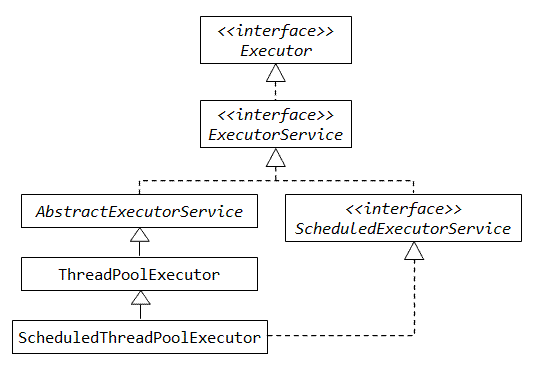 <<interface>>
Executor
<<interface>>
ExecutorService
AbstractExecutorService
<<interface>>
ScheduledExecutorService
ThreadPoolExecutor
ScheduledThreadPoolExecutor